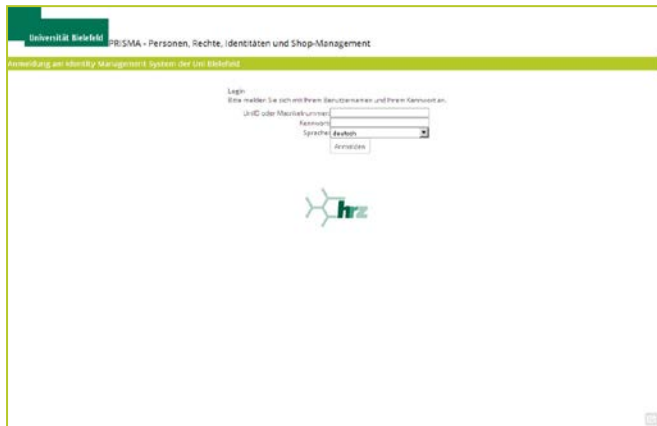 Universität Bielefeld
PRISMA - Personen, Rechte, Identitäten und Shop-Management
Anmeldung am Identity Management System der Uni Bielefeld
Login
Bitte melden Sie sich mit Ihrem Benutzernamen und Ihrem Kennwort an.
UniID oder Matrikelnummer:
Kennwort:
Sprache: deutsch
Anmelden
hrz